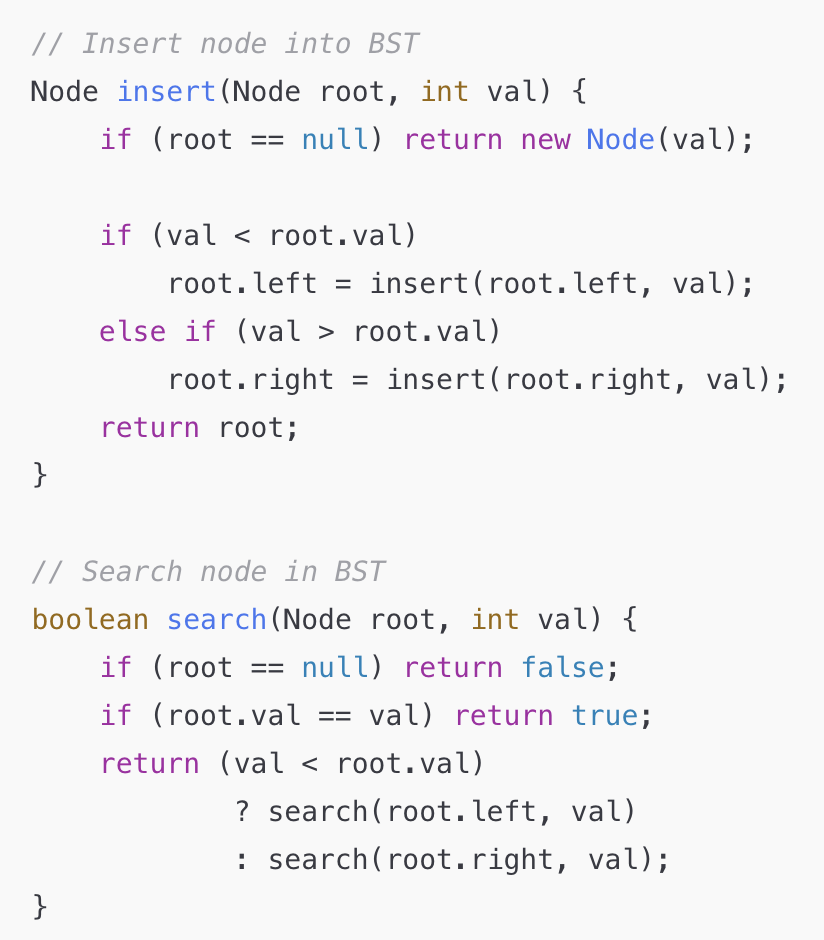 // Insert node into BST
Node insert(Node root, int val) {
    if (root == null) return new Node(val);

    if (val < root.val)
        root.left = insert(root.left, val);
    else if (val > root.val)
        root.right = insert(root.right, val);
    return root;
}

// Search node in BST
boolean search(Node root, int val) {
    if (root == null) return false;
    if (root.val == val) return true;
    return (val < root.val)
            ? search(root.left, val)
            : search(root.right, val);
}